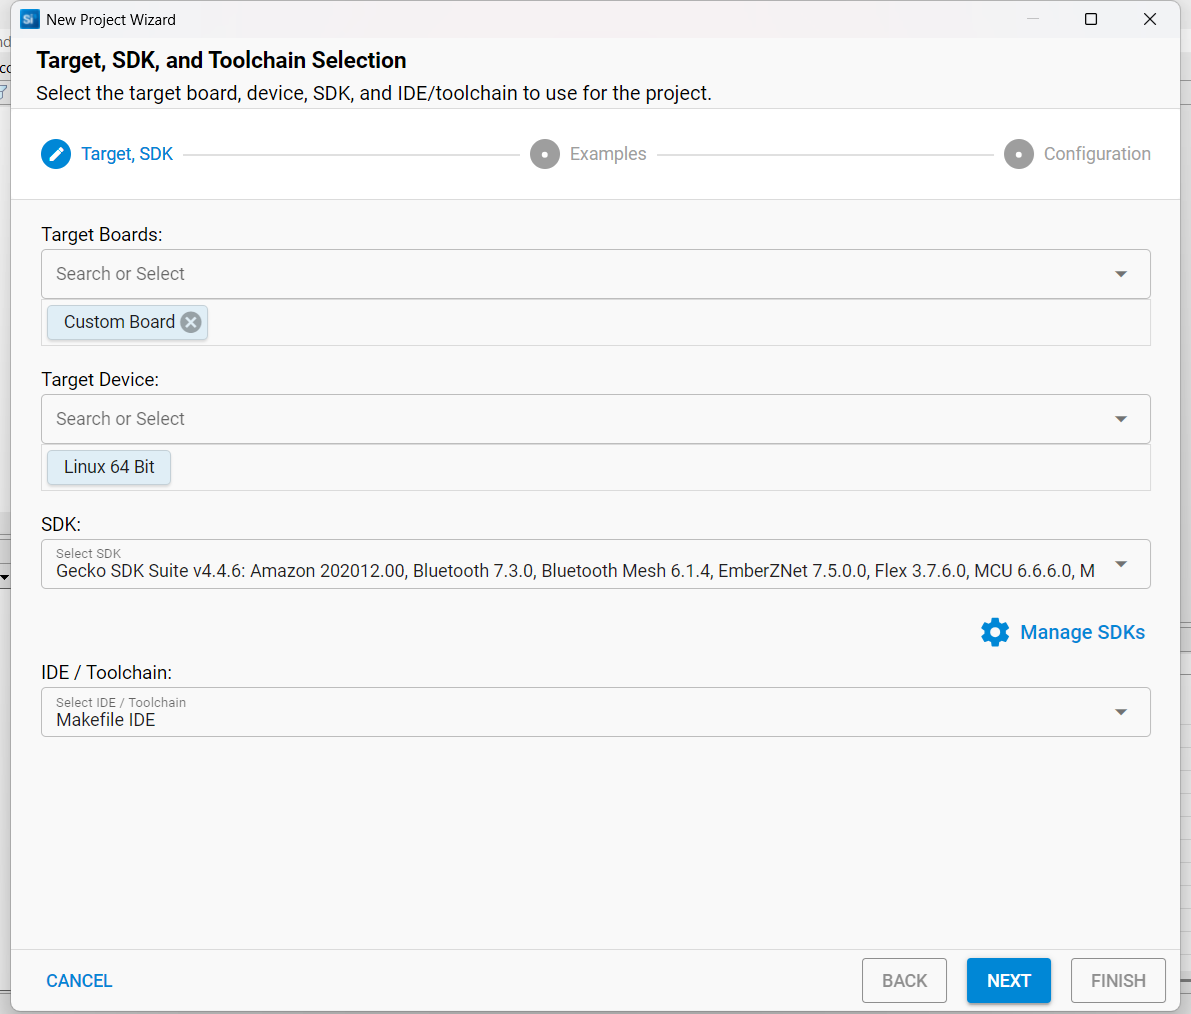 Si New Project Wizard
Target, SDK, and Toolchain Selection
Select the target board, device, SDK, and IDE/toolchain to use for the project.
Target, SDK
Examples
Configuration
Target Boards:
Search or Select
Custom Board
Target Device:
Search or Select
Linux 64 Bit
SDK:
Select SDK
Gecko SDK Suite v4.4.6: Amazon 202012.00, Bluetooth 7.3.0, Bluetooth Mesh 6.1.4, EmberZNet 7.5.0.0, Flex 3.7.6.0, MCU 6.6.6.0, M
Manage SDKs
IDE / Toolchain:
Select IDE / Toolchain
Makefile IDE
CANCEL
BACK
NEXT
FINISH